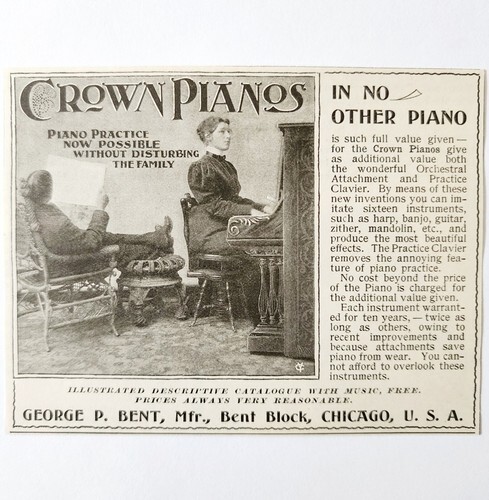 CROWN PIANOS
PIANO PRACTICE
NOW POSSIBLE
WITHOUT DISTURBING
THE FAMILY
IN NO
OTHER PIANO
is such full value given—
for the Crown Pianos give
as additional value both
the wonderful Orchestral
Attachment and Practice
Clavier. By means of these
new inventions you can im-
itate sixteen instruments,
such as harp, banjo, guitar,
zither, mandolin, etc., and
produce the most beautiful
effects. The Practice Clavier
removes the annoying fea-
ture of piano practice.
No cost beyond the price
of the Piano is charged for
the additional value given.
Each instrument warrant-
ed for ten years,—twice as
long as others, owing to
recent improvements and
because attachments save
piano from wear. You can-
not afford to overlook these
instruments.
ILLUSTRATED DESCRIPTIVE CATALOGUE WITH MUSIC, FREE.
PRICES ALWAYS VERY REASONABLE.
GEORGE P. BENT, Mfr., Bent Block, CHICAGO, U. S. A.